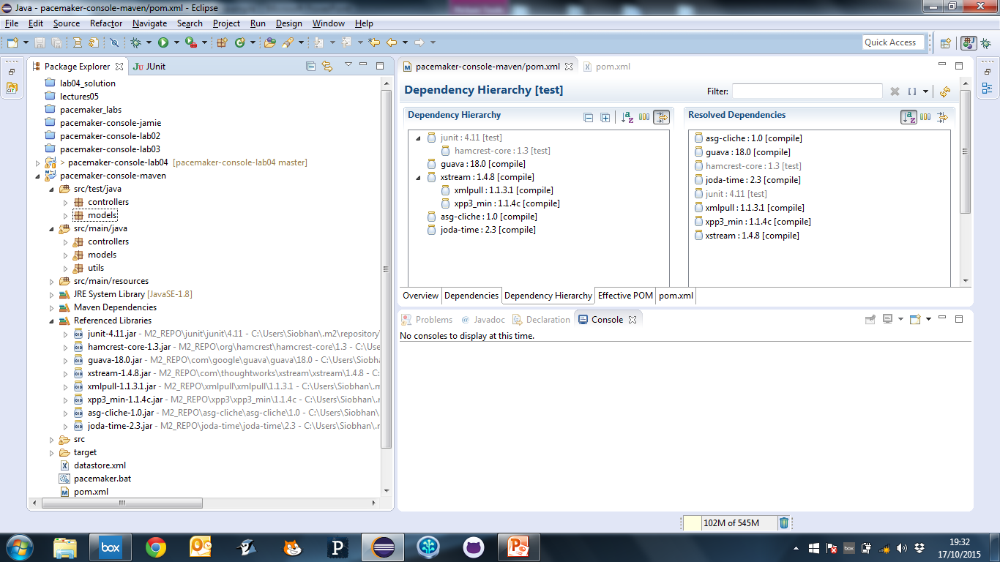 Java - pacemaker-console-maven/pom.xml - Eclipse
File Edit Source Refactor Navigate Search Project Run Design Window Help
Quick Access
Package Explorer
Ju JUnit
lab04_solution
lectures05
pacemaker_labs
pacemaker-console-jamie
pacemaker-console-lab02
pacemaker-console-lab03
> pacemaker-console-lab04 [pacemaker-console-lab04 master]
pacemaker-console-maven
src/test/java
controllers
models
src/main/java
controllers
models
utils
src/main/resources
JRE System Library [JavaSE-1.8]
Maven Dependencies
Referenced Libraries
junit-4.11.jar - M2_REPO\junit\junit\4.11 - C:\Users\Siobhan\.m2\repository\
hamcrest-core-1.3.jar - M2_REPO\org\hamcrest\hamcrest-core\1.3 - C:\Use
guava-18.0.jar - M2_REPO\com\google\guava\guava\18.0 - C:\Users\Siobha
xstream-1.4.8.jar - M2_REPO\com\thoughtworks\xstream\xstream\1.4.8 - C:
xmlpull-1.1.3.1.jar - M2_REPO\xmlpull\xmlpull\1.1.3.1 - C:\Users\Siobhan\.m
xpp3_min-1.1.4c.jar - M2_REPO\xpp3\xpp3_min\1.1.4c - C:\Users\Siobhan\.
asg-cliche-1.0.jar - M2_REPO\asg-cliche\asg-cliche\1.0 - C:\Users\Siobhan\.
joda-time-2.3.jar - M2_REPO\joda-time\joda-time\2.3 - C:\Users\Siobhan\.
src
target
datastore.xml
pacemaker.bat
pom.xml
pacemaker-console-maven/pom.xml
pom.xml
Dependency Hierarchy [test]
Filter:
Dependency Hierarchy
junit : 4.11 [test]
hamcrest-core : 1.3 [test]
guava : 18.0 [compile]
xstream : 1.4.8 [compile]
xmlpull : 1.1.3.1 [compile]
xpp3_min : 1.1.4c [compile]
asg-cliche : 1.0 [compile]
joda-time : 2.3 [compile]
Resolved Dependencies
asg-cliche : 1.0 [compile]
guava : 18.0 [compile]
hamcrest-core : 1.3 [test]
joda-time : 2.3 [compile]
junit : 4.11 [test]
xmlpull : 1.1.3.1 [compile]
xpp3_min : 1.1.4c [compile]
xstream : 1.4.8 [compile]
Overview Dependencies Dependency Hierarchy Effective POM pom.xml
Problems @ Javadoc Declaration Console
No consoles to display at this time.
102M of 545M
box
19:32
17/10/2015